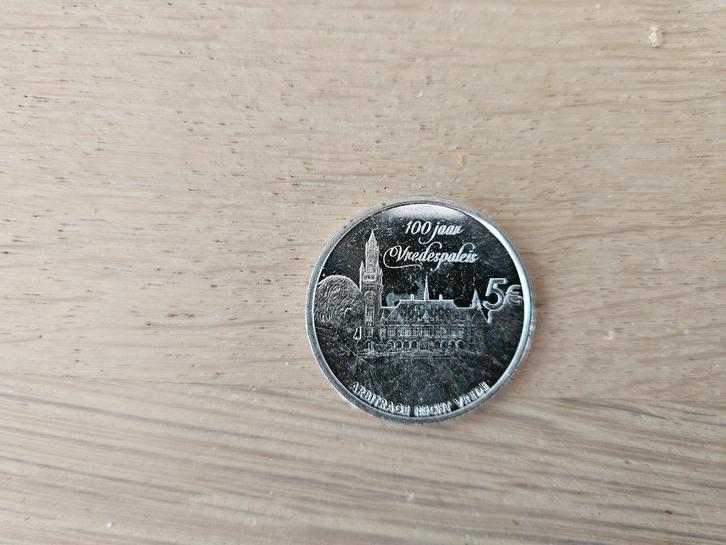 100 jaar
Vredespaleis
5€
ARBITRAGE RECHT VREDE